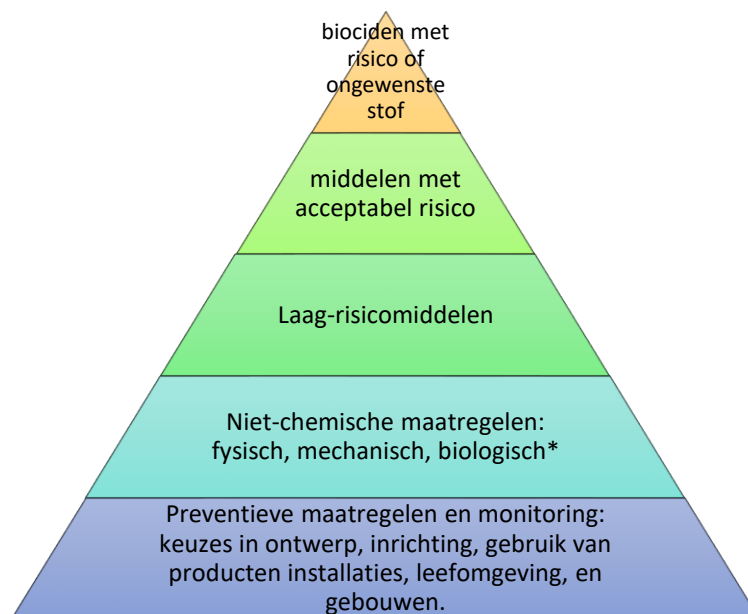 biociden met
risico of
ongewenste
stof
middelen met
acceptabel risico
Laag-risicomiddelen
Niet-chemische maatregelen:
fysisch, mechanisch, biologisch*
Preventieve maatregelen en monitoring:
keuzes in ontwerp, inrichting, gebruik van
producten installaties, leefomgeving, en
gebouwen.